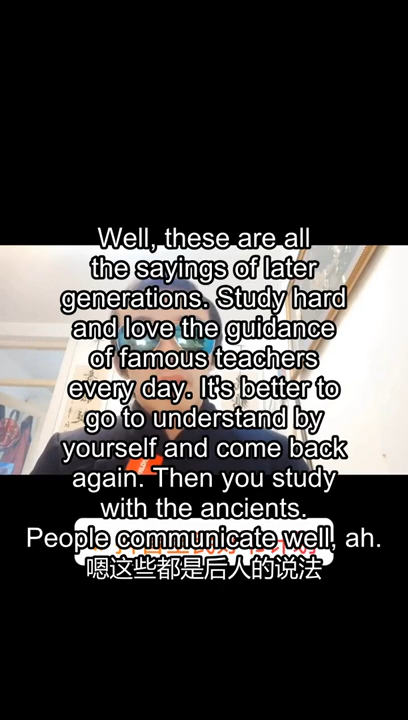 Well, these are all
the sayings of later
generations. Study hard
and love the guidance
of famous teachers
every day. It's better to
go to understand by
yourself and come back
again. Then you study
with the ancients.
People communicate well, ah.
嗯这些都是后人的说法